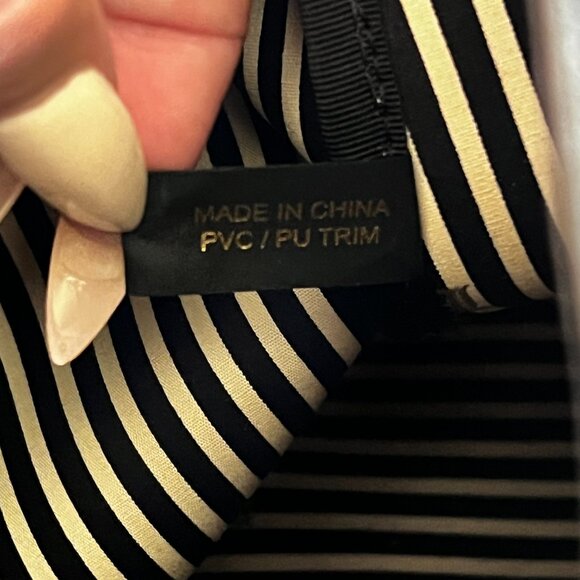 MADE IN CHINA
PVC / PU TRIM